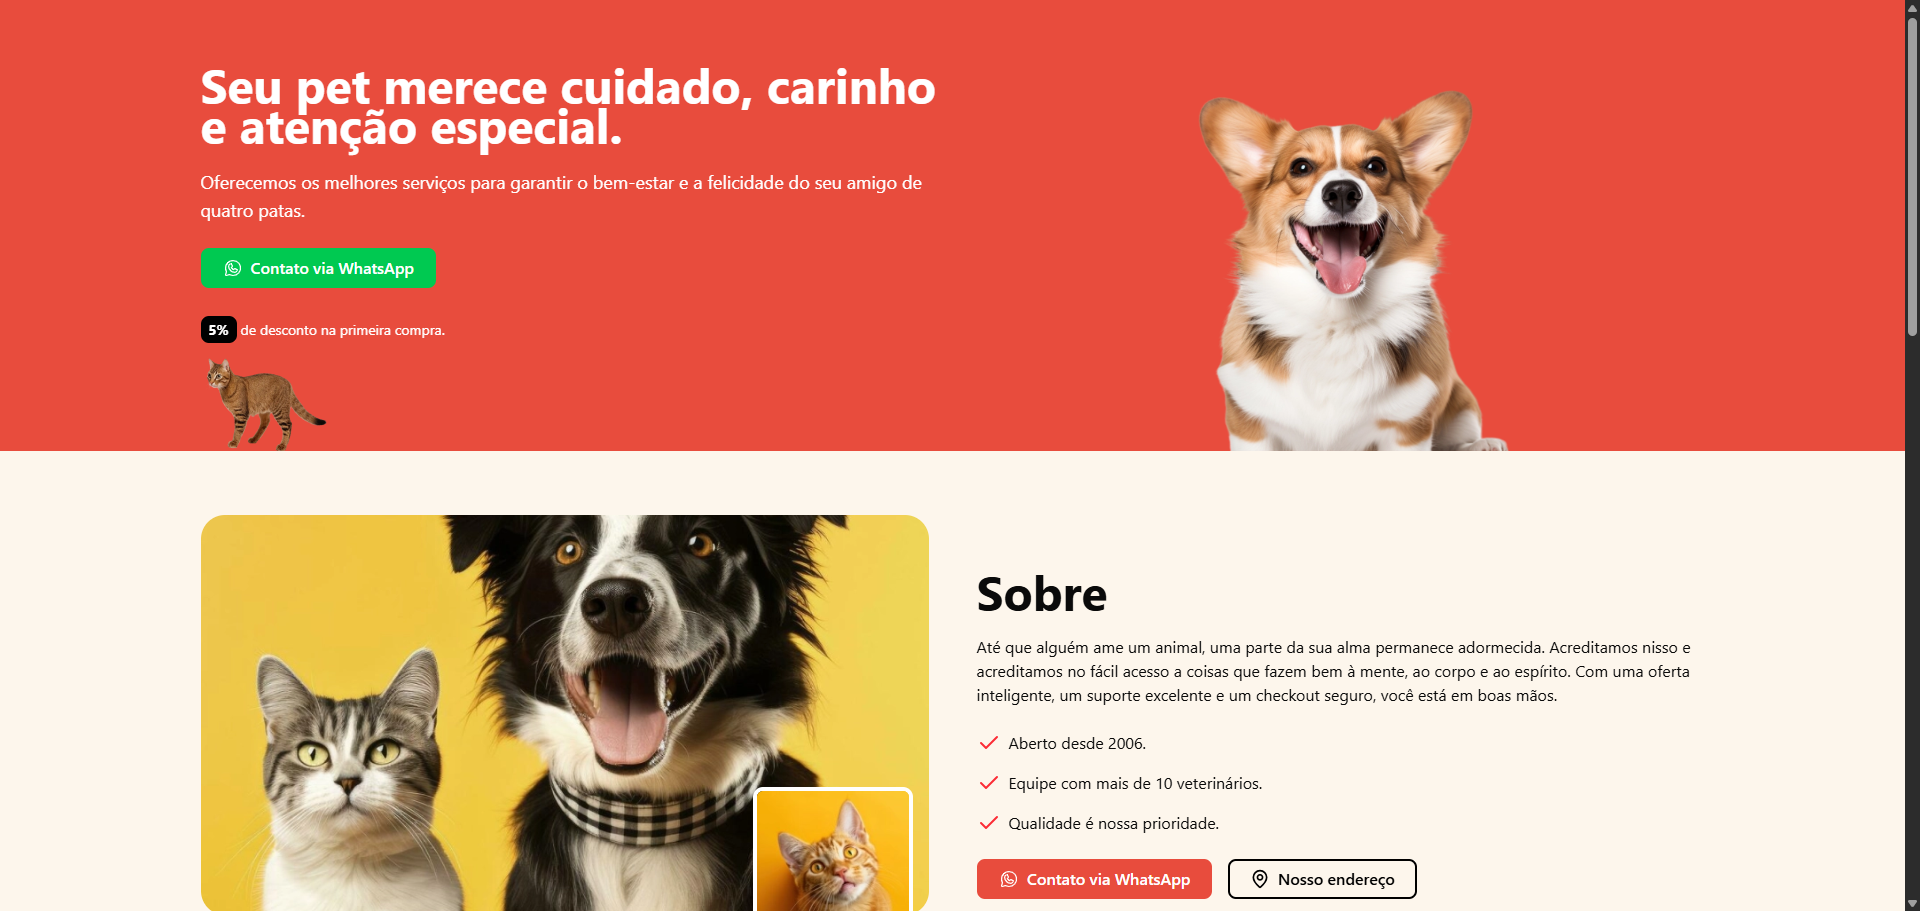 Seu pet merece cuidado, carinho
e atenção especial.
Oferecemos os melhores serviços para garantir o bem-estar e a felicidade do seu amigo de
quatro patas.
Contato via WhatsApp
5% de desconto na primeira compra.
Sobre
Até que alguém ame um animal, uma parte da sua alma permanece adormecida. Acreditamos nisso e
acreditamos no fácil acesso a coisas que fazem bem à mente, ao corpo e ao espírito. Com uma oferta
inteligente, um suporte excelente e um checkout seguro, você está em boas mãos.
Aberto desde 2006.
Equipe com mais de 10 veterinários.
Qualidade é nossa prioridade.
Contato via WhatsApp
Nosso endereço